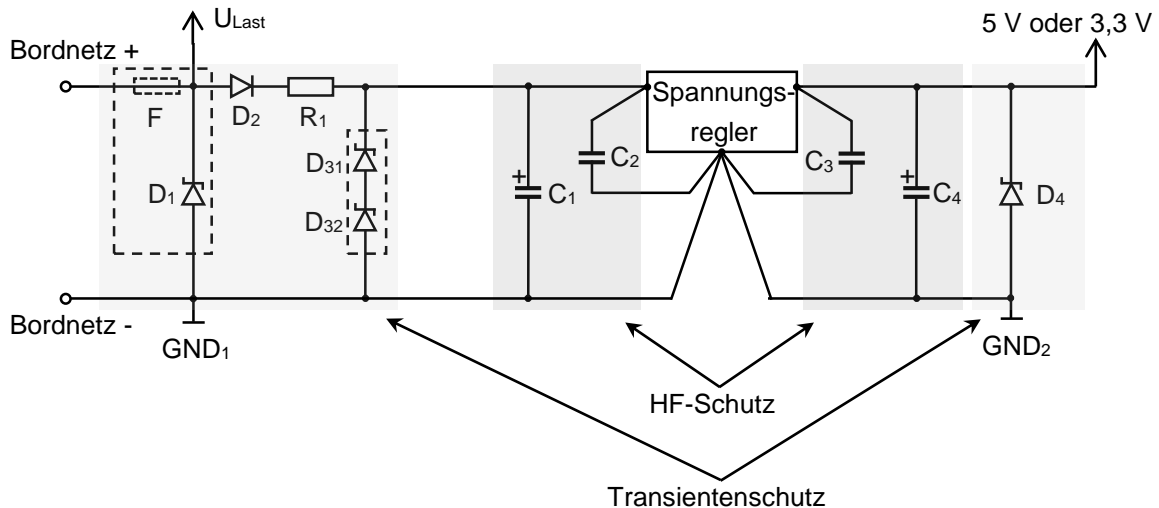 U_Last
5 V oder 3,3 V
Bordnetz +
F
D₂
R₁
Spannungs-
regler
D₃₁
C₂
C₃
D₁
C₁
C₄
D₄
D₃₂
+
+
Bordnetz -
GND₁
GND₂
HF-Schutz
Transientenschutz